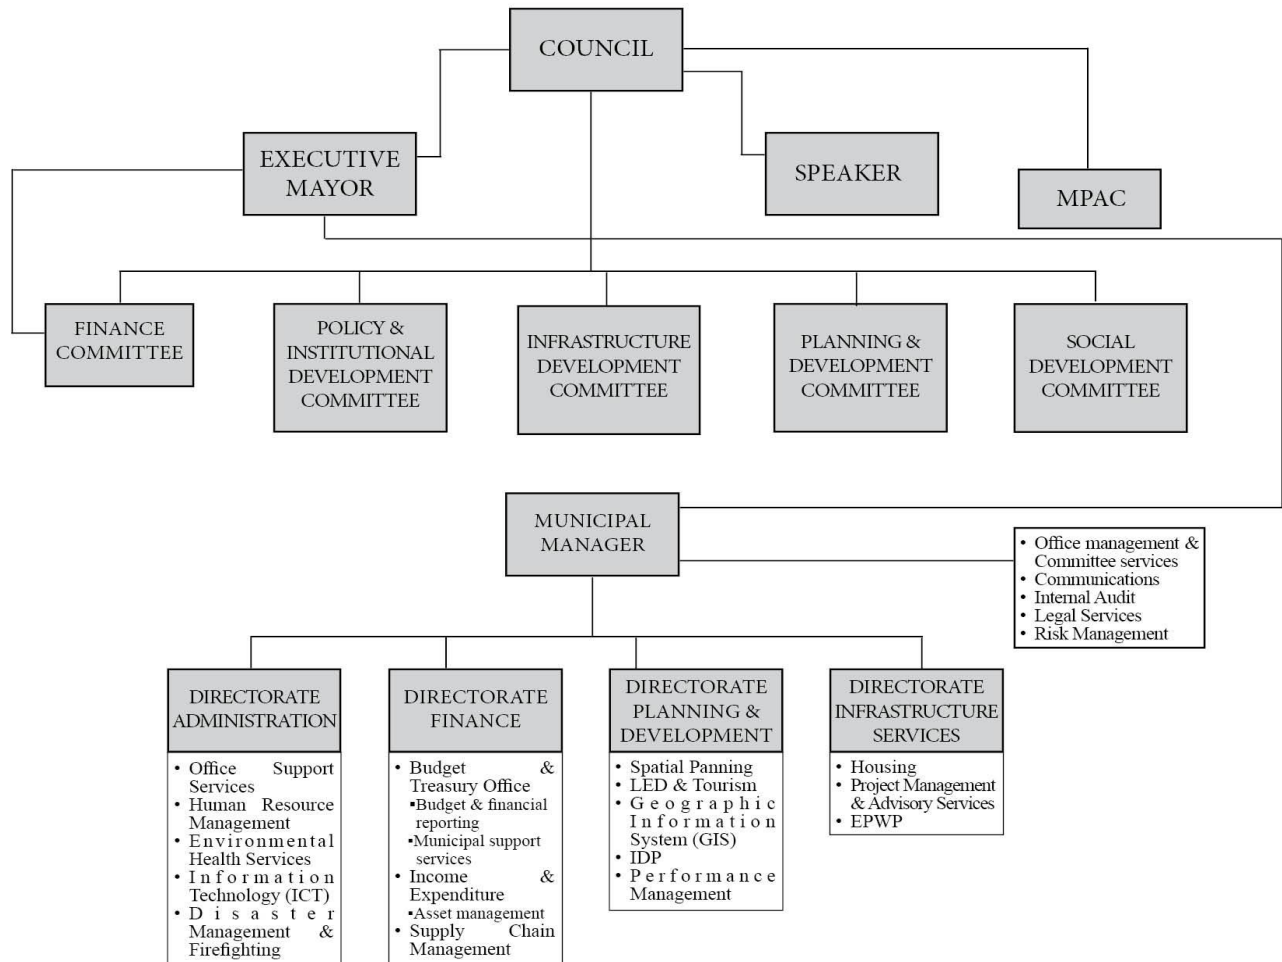 COUNCIL
EXECUTIVE
MAYOR
SPEAKER
MPAC
FINANCE
COMMITTEE
POLICY &
INSTITUTIONAL
DEVELOPMENT
COMMITTEE
INFRASTRUCTURE
DEVELOPMENT
COMMITTEE
PLANNING &
DEVELOPMENT
COMMITTEE
SOCIAL
DEVELOPMENT
COMMITTEE
MUNICIPAL
MANAGER
• Office management &
Committee services
• Communications
• Internal Audit
• Legal Services
• Risk Management
DIRECTORATE
ADMINISTRATION
• Office Support
Services
• Human Resource
Management
• Environmental
Health Services
• Information
Technology (ICT)
• Disaster
Management &
Firefighting
DIRECTORATE
FINANCE
• Budget &
Treasury Office
▪Budget & financial
reporting
▪Municipal support
services
• Income &
Expenditure
▪Asset management
• Supply Chain
Management
DIRECTORATE
PLANNING &
DEVELOPMENT
• Spatial Panning
• LED & Tourism
• Geographic
Information
System (GIS)
• IDP
• Performance
Management
DIRECTORATE
INFRASTRUCTURE
SERVICES
• Housing
• Project Management
& Advisory Services
• EPWP